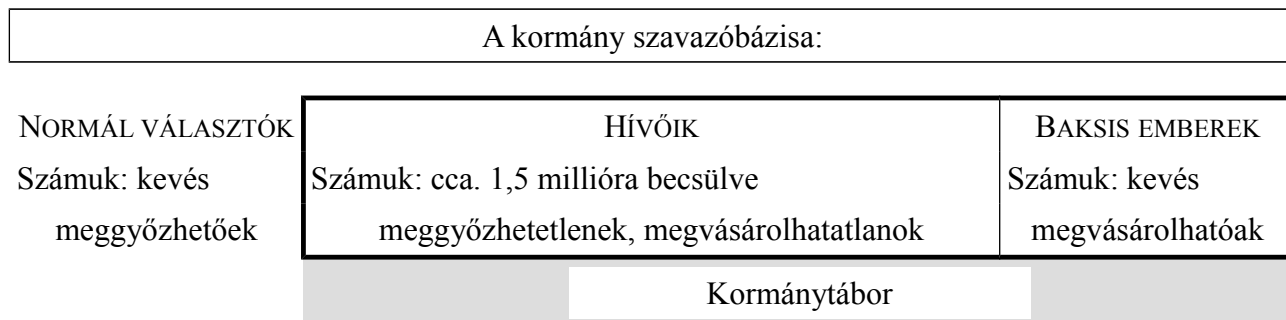 A kormány szavazóbázisa:
NORMÁL VÁLASZTÓK HÍVŐIK BAKSIS EMBEREK
Számuk: kevés Számuk: cca. 1,5 millióra becsülve Számuk: kevés
meggyőzhetőek meggyőzhetetlenek, megvásárolhatatlanok megvásárolhatóak
Kormánytábor